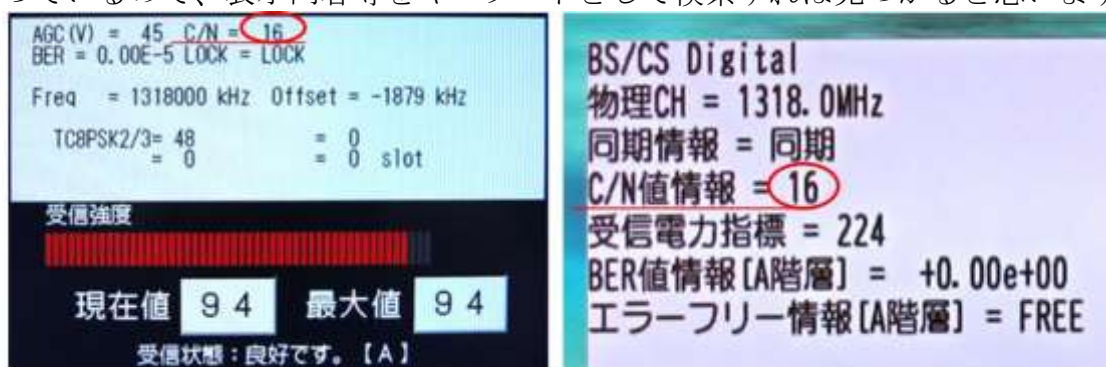 AGC(V) = 45 C/N = 16
BER = 0.00E-5 LOCK = LOCK
Freq = 1318000 kHz Offset = -1879 kHz
TC8PSK2/3= 48 = 0
= 0 = 0 slot
受信強度
現在値 94 最大値 94
受信状態：良好です。【A】
BS/CS Digital
物理CH = 1318.0MHz
同期情報 = 同期
C/N値情報 = 16
受信電力指標 = 224
BER値情報[A階層] = +0.00e+00
エラーフリー情報[A階層] = FREE